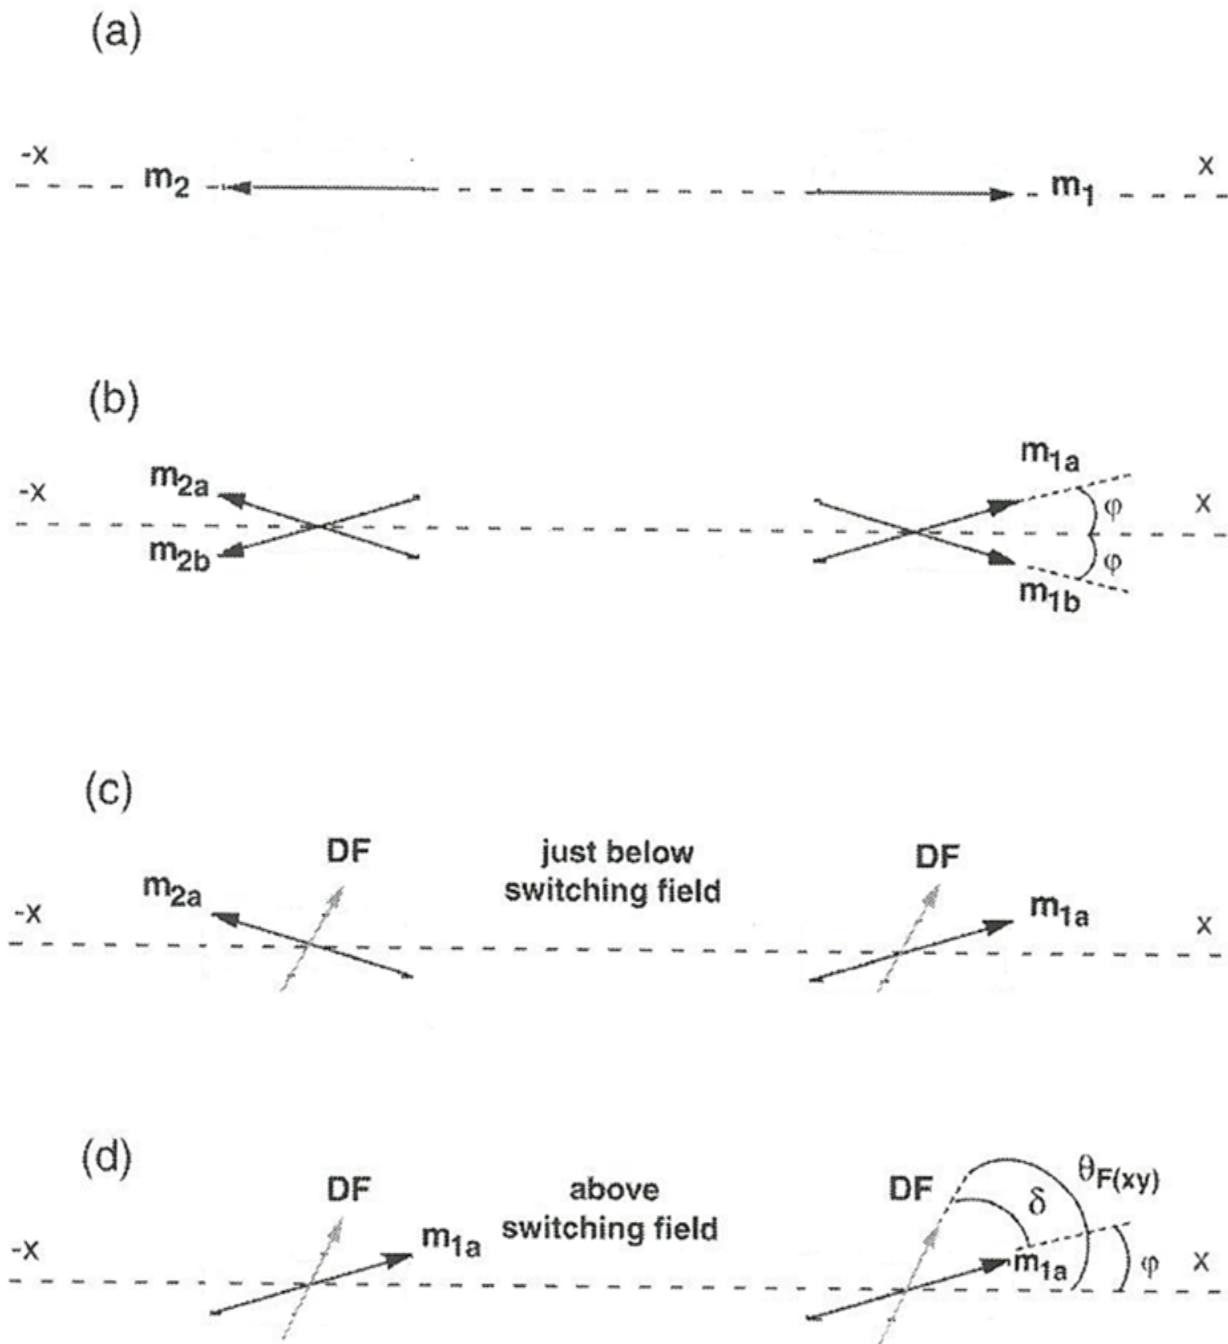 (a)
-x m2 m1 x
(b)
-x m2a m1a φ x
m2b m1b φ
(c)
DF just below DF
switching field
-x m2a m1a x
(d)
DF above DF δ θF(xy)
switching field
-x m1a m1a φ x